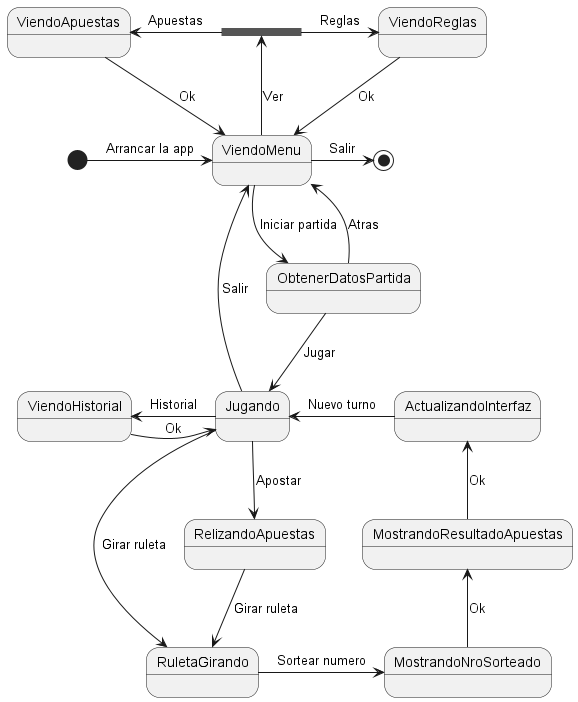 ViendoApuestas
Apuestas
Reglas
ViendoReglas
Ok
Ver
Ok
Arrancar la app
ViendoMenu
Salir
Iniciar partida
Atras
ObtenerDatosPartida
Salir
Jugar
ViendoHistorial
Historial
Ok
Jugando
Nuevo turno
ActualizandoInterfaz
Apostar
Ok
Girar ruleta
RelizandoApuestas
MostrandoResultadoApuestas
Girar ruleta
Ok
RuletaGirando
Sortear numero
MostrandoNroSorteado